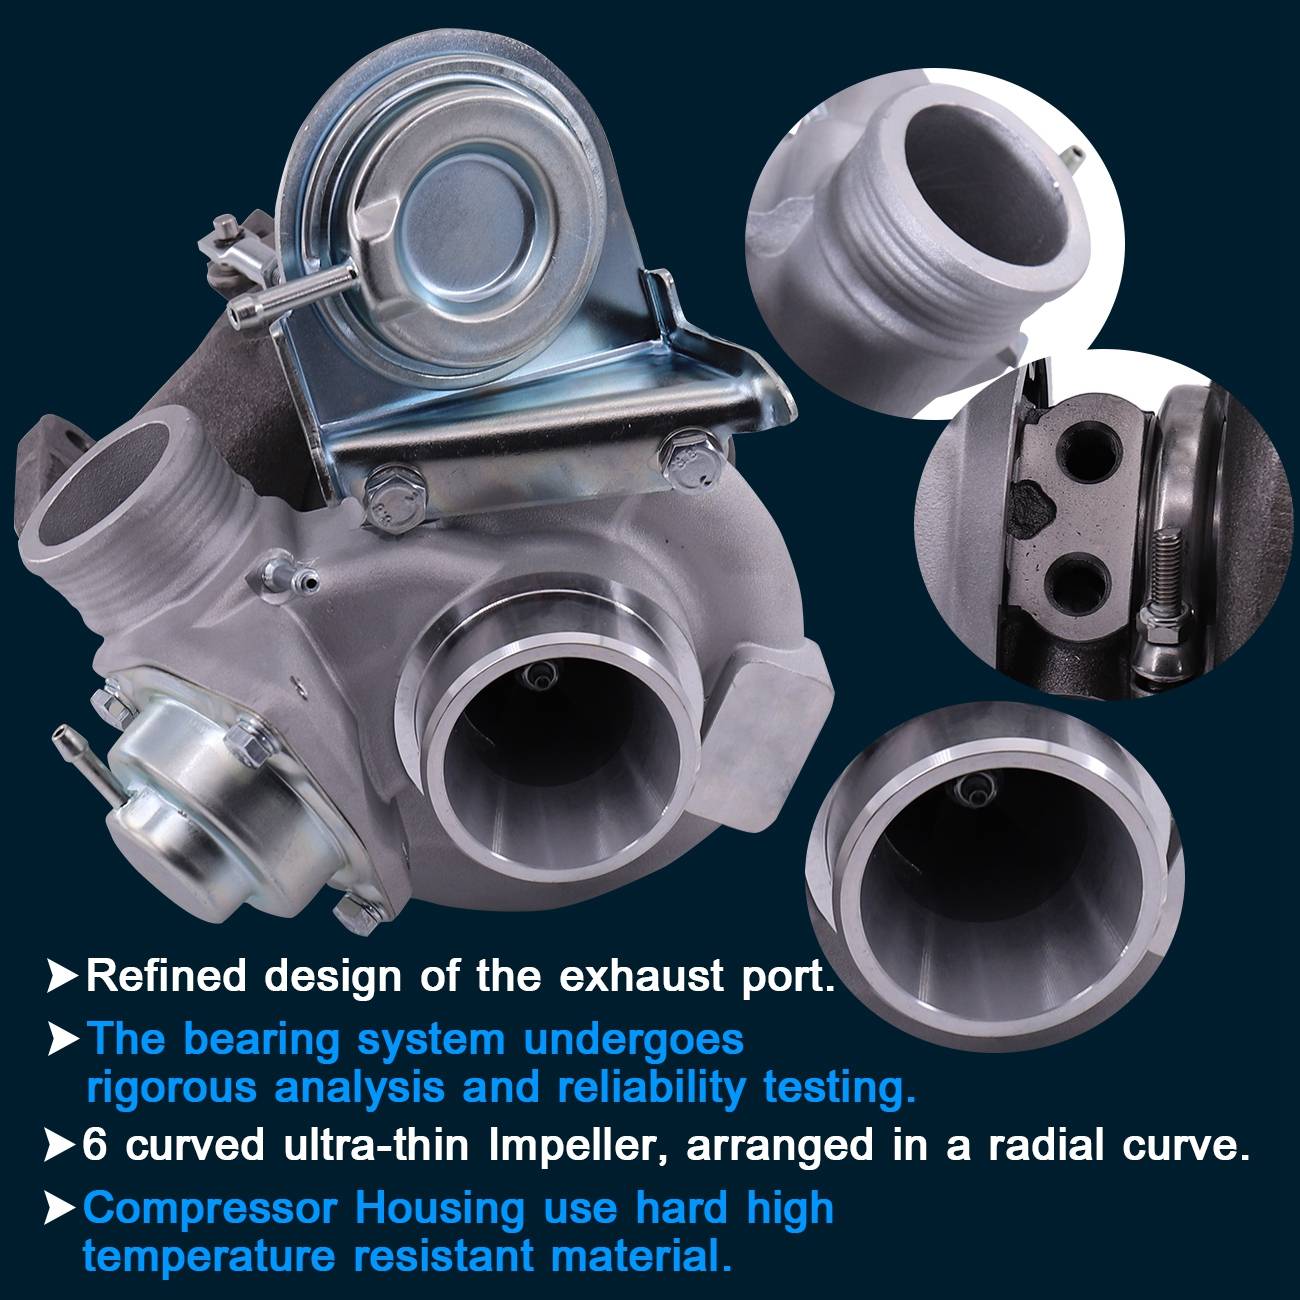 Refined design of the exhaust port.
The bearing system undergoes
rigorous analysis and reliability testing.
6 curved ultra-thin Impeller, arranged in a radial curve.
Compressor Housing use hard high
temperature resistant material.